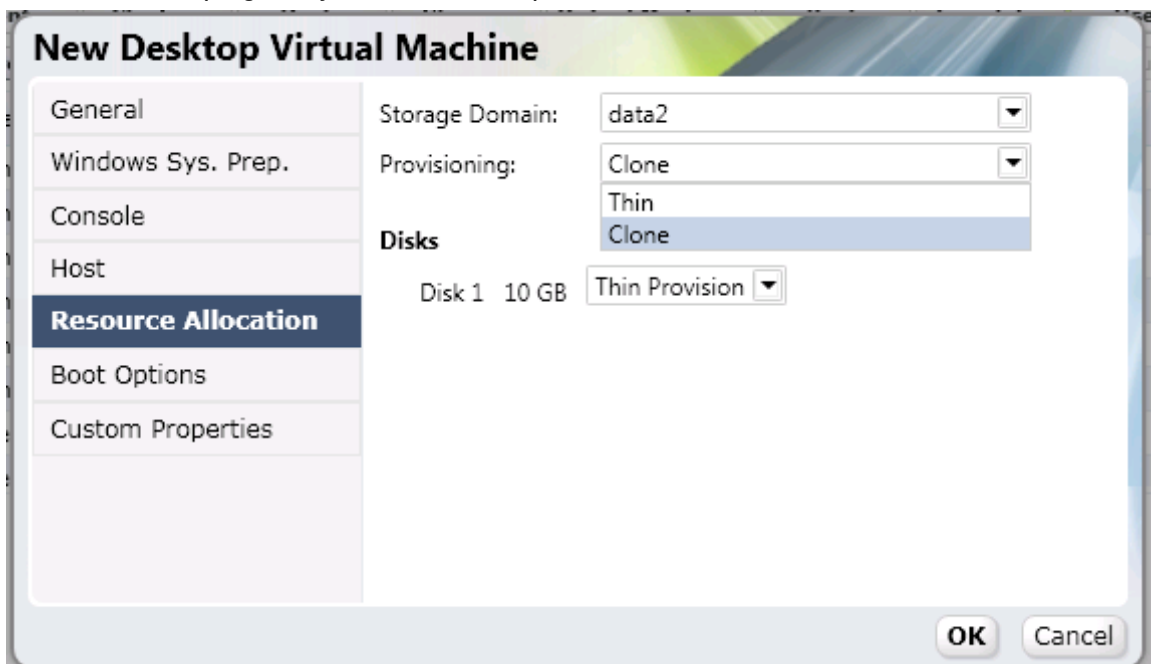 New Desktop Virtual Machine
General
Windows Sys. Prep.
Console
Host
Resource Allocation
Boot Options
Custom Properties
Storage Domain: data2
Provisioning: Clone
Thin
Clone
Disks
Disk 1 10 GB Thin Provision
OK Cancel